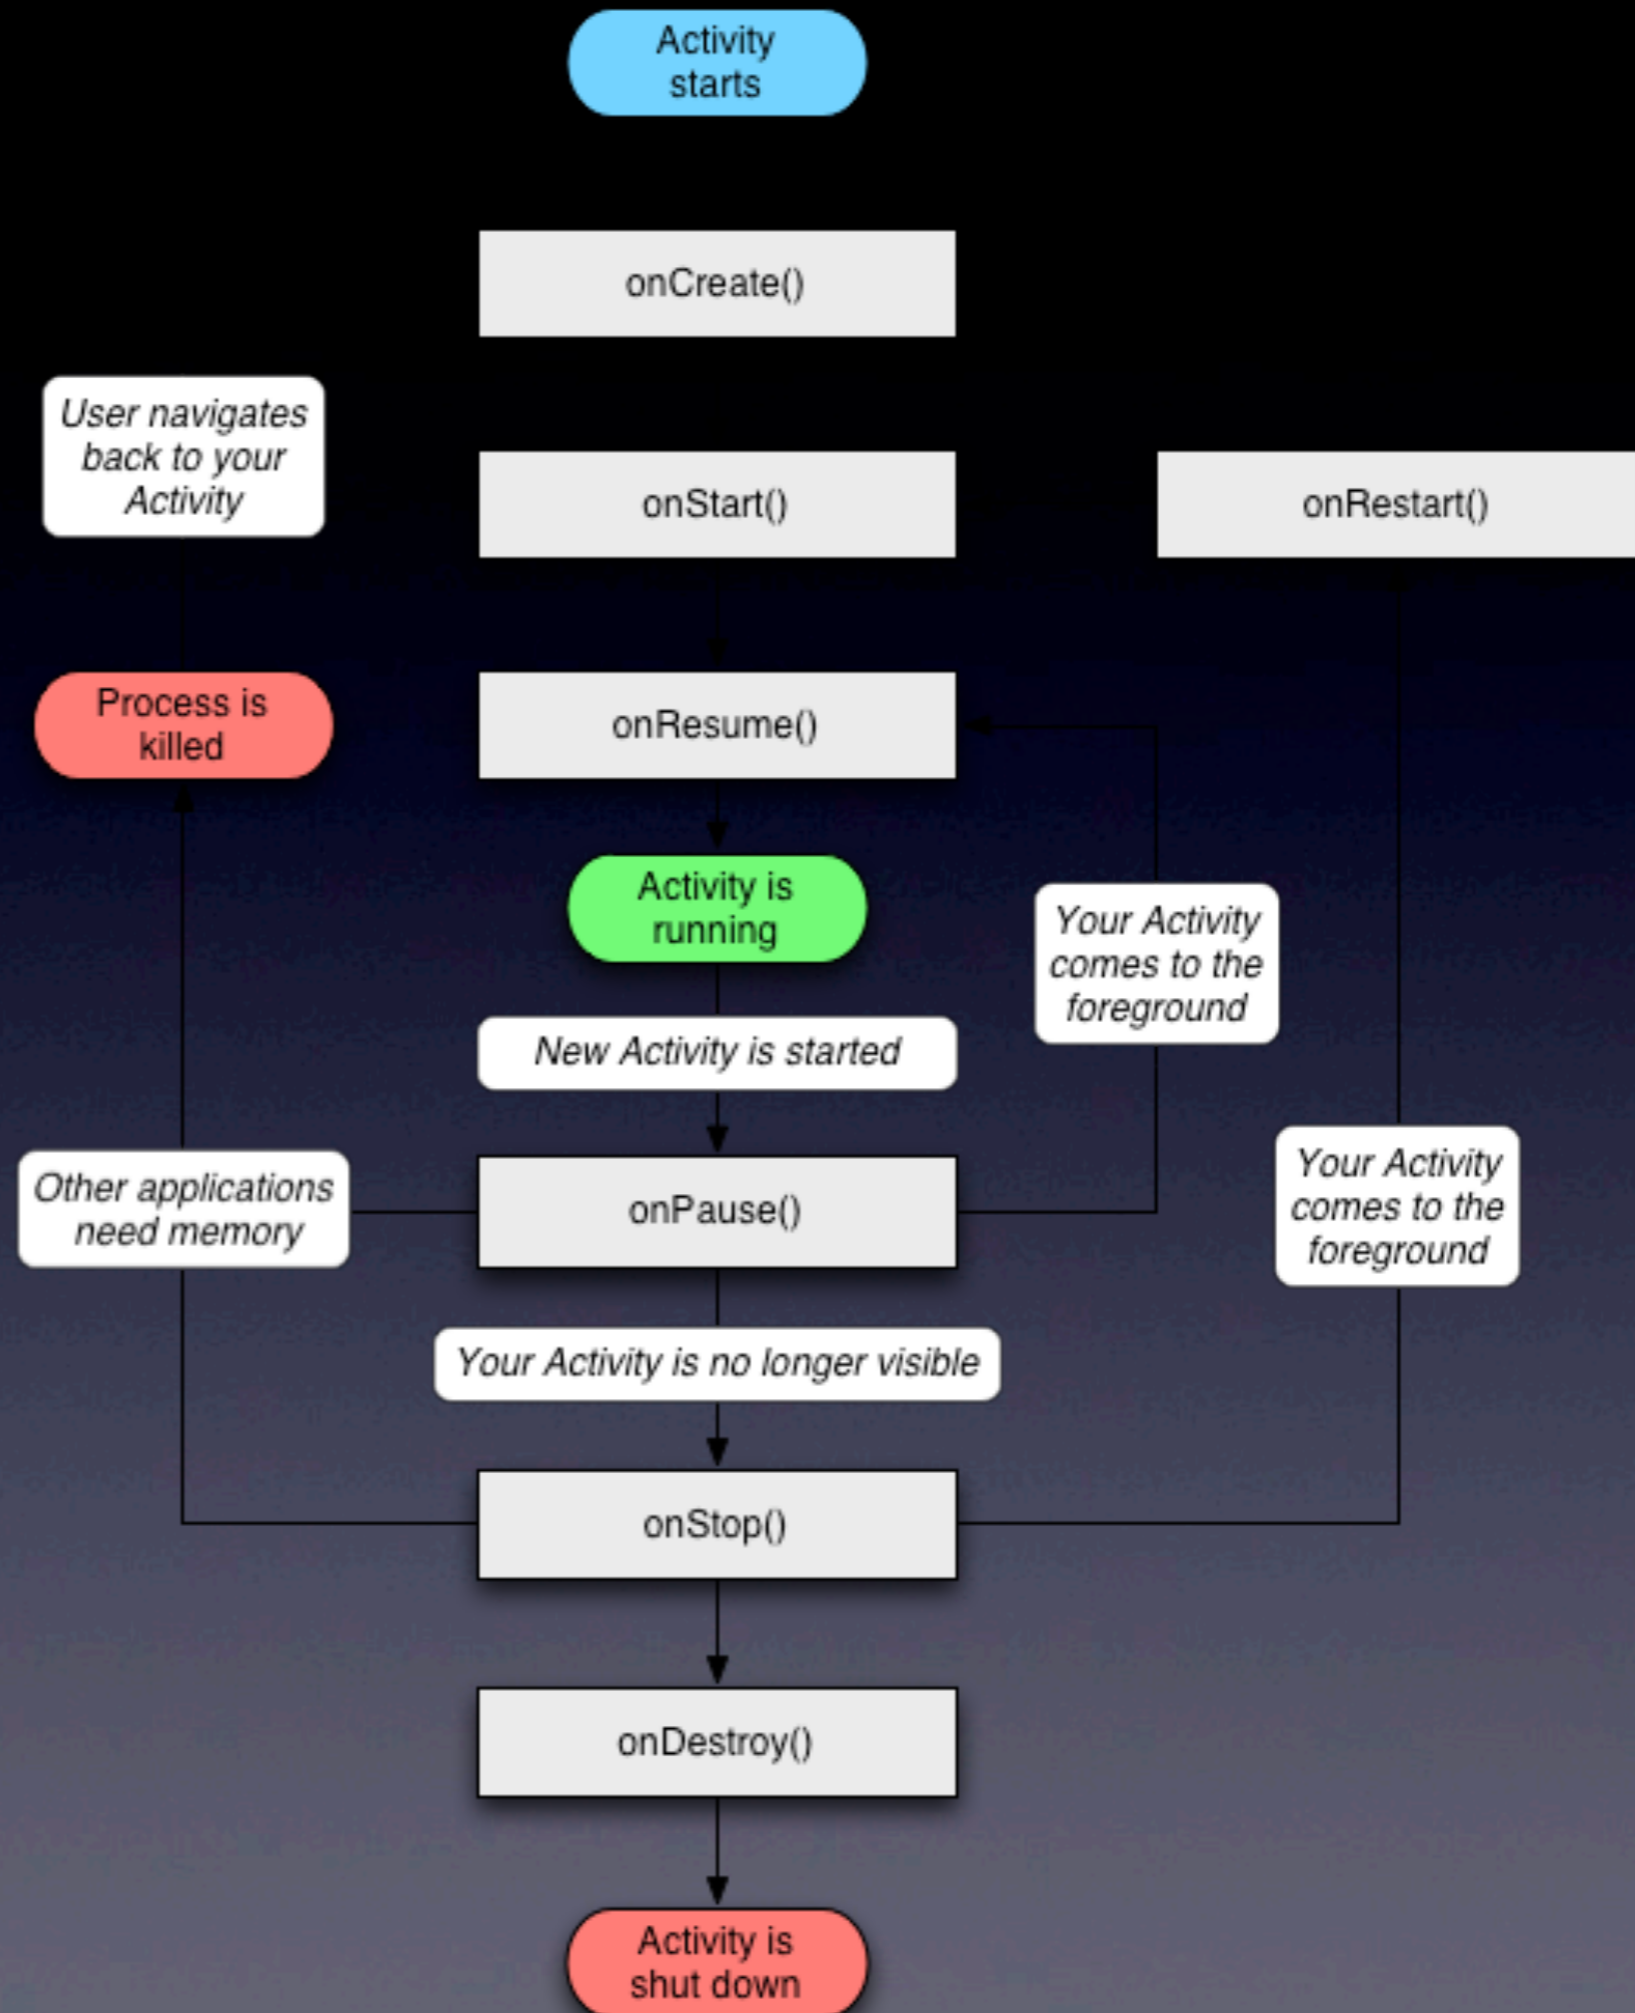 Activity
starts
onCreate()
User navigates
back to your
Activity
onStart()
onRestart()
Process is
killed
onResume()
Activity is
running
Your Activity
comes to the
foreground
New Activity is started
Other applications
need memory
onPause()
Your Activity
comes to the
foreground
Your Activity is no longer visible
onStop()
onDestroy()
Activity is
shut down